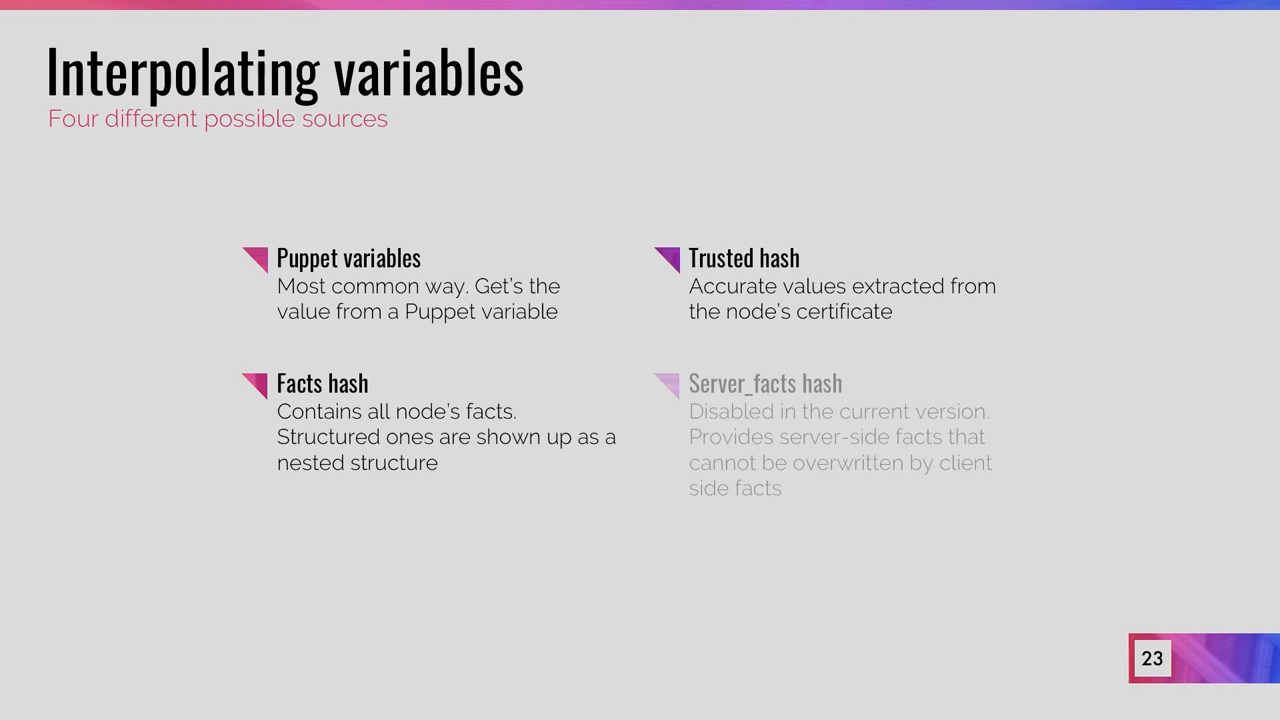 Interpolating variables
Four different possible sources
Puppet variables
Most common way. Get's the
value from a Puppet variable
Trusted hash
Accurate values extracted from
the node's certificate
Facts hash
Contains all node's facts.
Structured ones are shown up as a
nested structure
Server_facts hash
Disabled in the current version.
Provides server-side facts that
cannot be overwritten by client
side facts
23